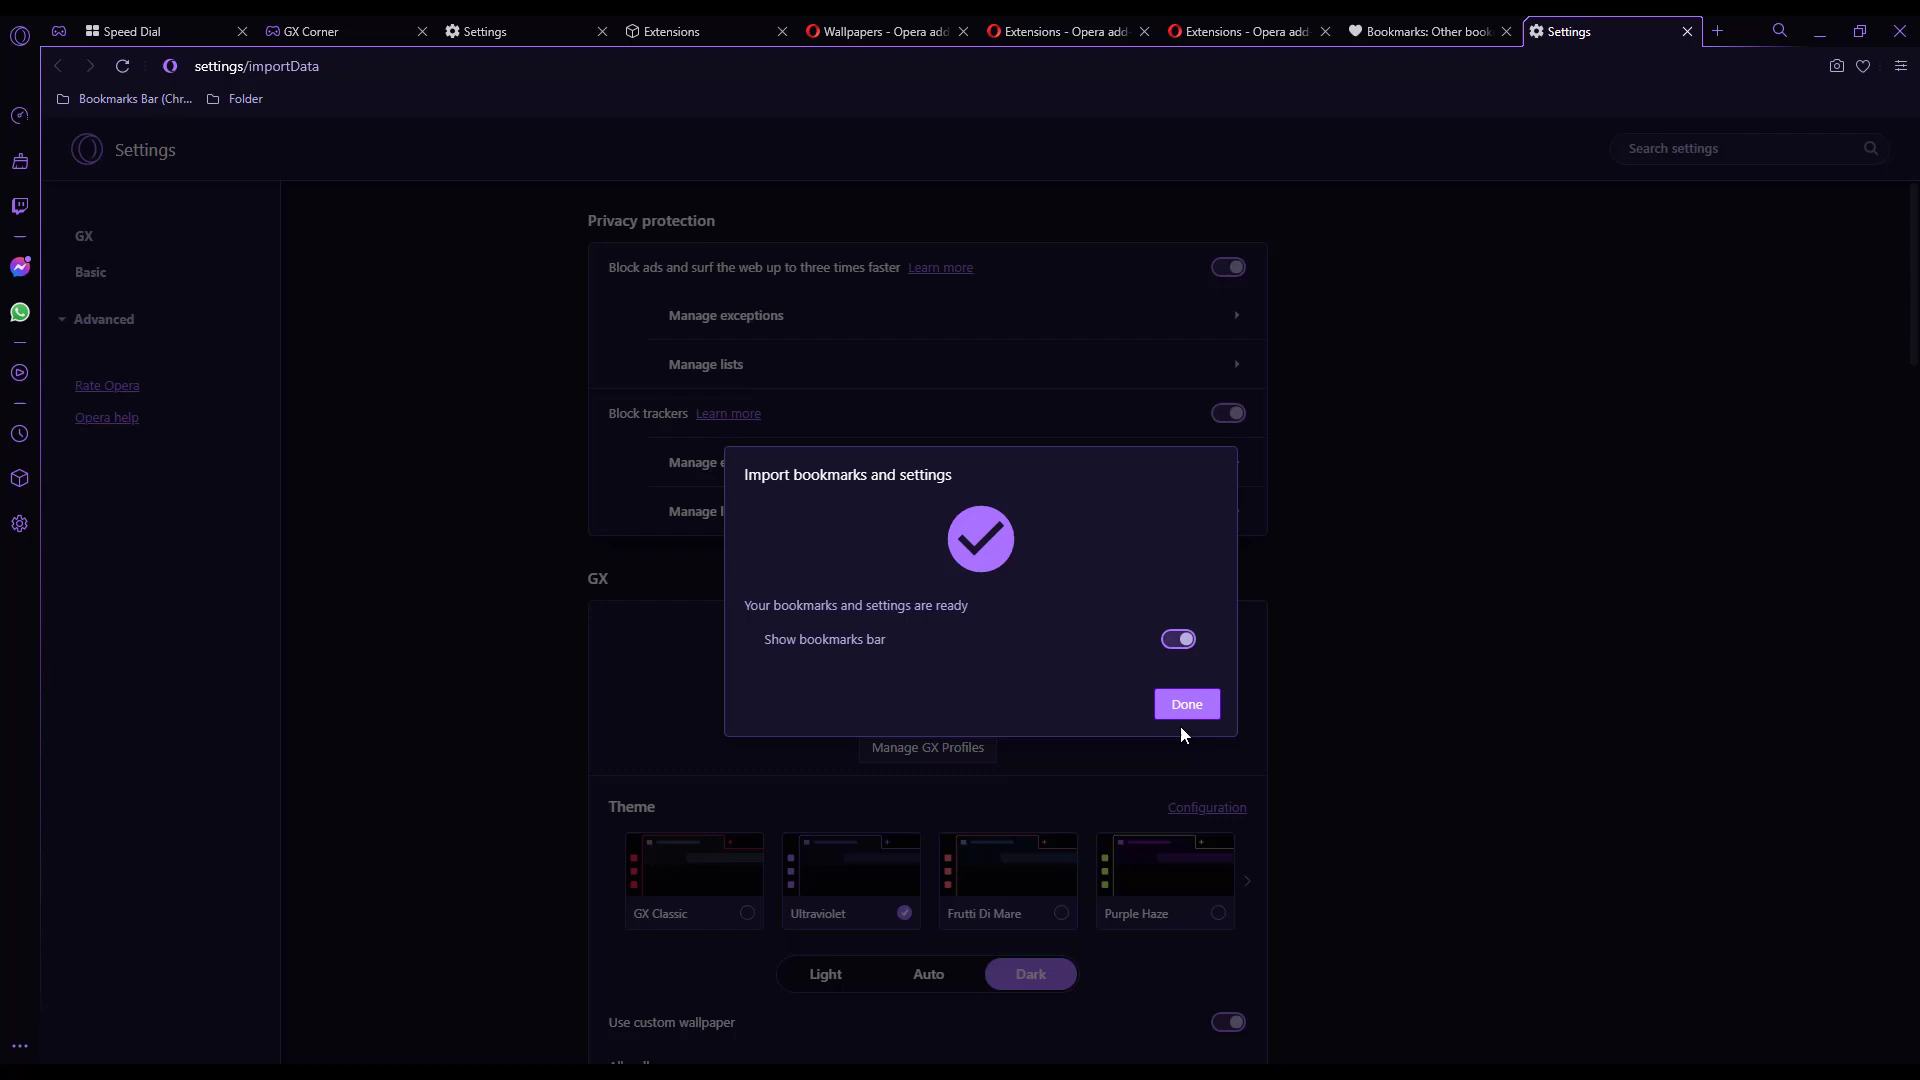 Speed Dial
GX Corner
Settings
Extensions
Wallpapers - Opera add
Extensions - Opera add
Extensions - Opera add
Bookmarks: Other book
Settings
settings/importData
Bookmarks Bar (Chr...
Folder
Settings
Search settings
GX
Basic
Advanced
Rate Opera
Opera help
Privacy protection
Block ads and surf the web up to three times faster Learn more
Manage exceptions
Manage lists
Block trackers Learn more
Manage
Manage
Import bookmarks and settings
Your bookmarks and settings are ready
Show bookmarks bar
Done
GX
Manage GX Profiles
Theme
Configuration
GX Classic
Ultraviolet
Frutti Di Mare
Purple Haze
Light
Auto
Dark
Use custom wallpaper